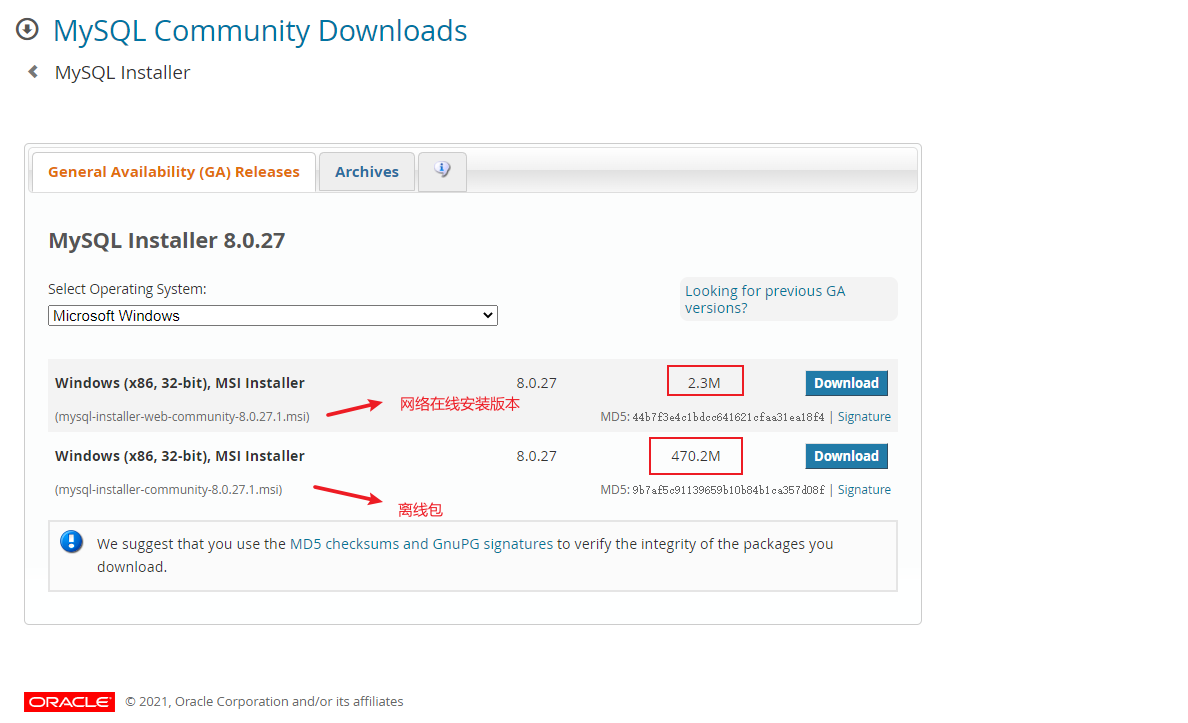 MySQL Community Downloads
MySQL Installer
General Availability (GA) Releases
Archives
MySQL Installer 8.0.27
Select Operating System:
Microsoft Windows
Looking for previous GA
versions?
Windows (x86, 32-bit), MSI Installer
8.0.27
2.3M
Download
(mysql-installer-web-community-8.0.27.1.msi)
网络在线安装版本
MD5: 44b7f3e4c1bdcc641621cfaa31ea18f4 | Signature
Windows (x86, 32-bit), MSI Installer
8.0.27
470.2M
Download
(mysql-installer-community-8.0.27.1.msi)
MD5: 9b7af5c91139659b10b84b1ca357d08f | Signature
离线包
We suggest that you use the MD5 checksums and GnuPG signatures to verify the integrity of the packages you
download.
ORACLE
© 2021, Oracle Corporation and/or its affiliates